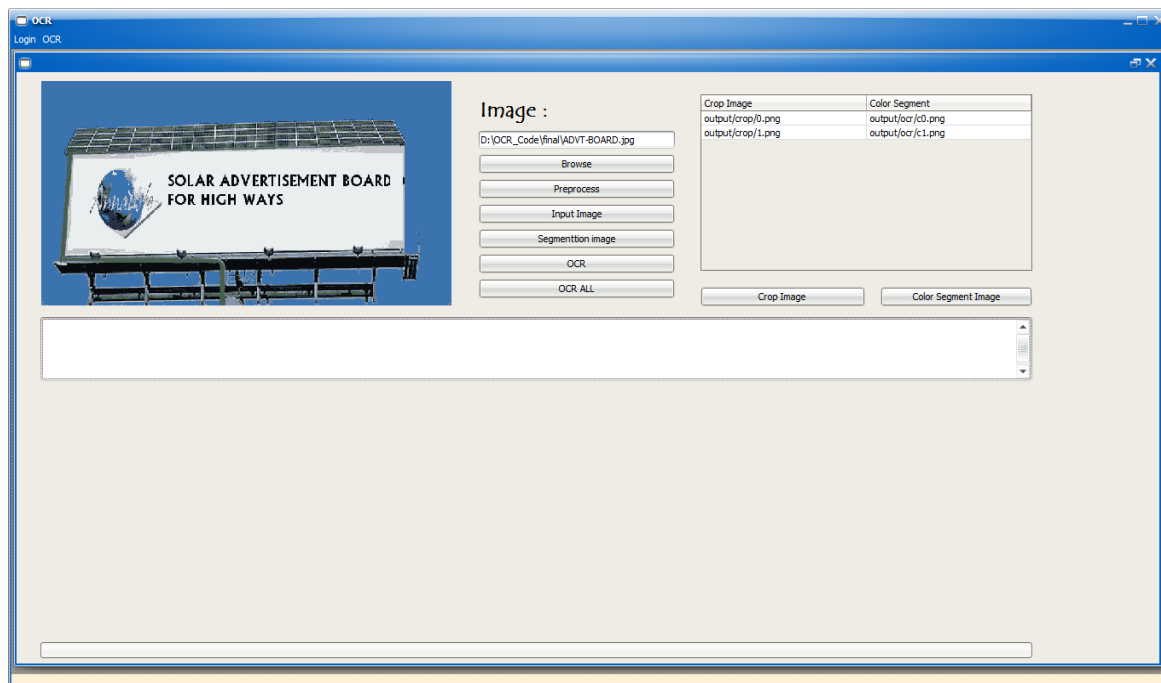 OCR
Login OCR
SOLAR ADVERTISEMENT BOARD
FOR HIGH WAYS
Image :
D:\OCR_Code\final\ADVT-BOARD.jpg
Browse
Preprocess
Input Image
Segmenttion image
OCR
OCR ALL
Crop Image Color Segment
output/crop/0.png output/ocr/c0.png
output/crop/1.png output/ocr/c1.png
Crop Image Color Segment Image